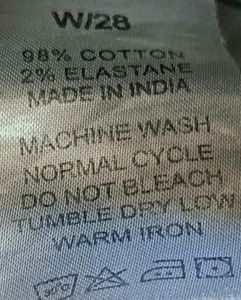 W/28
98% COTTON
2% ELASTANE
MADE IN INDIA
MACHINE WASH
NORMAL CYCLE
DO NOT BLEACH
TUMBLE DRY LOW
WARM IRON